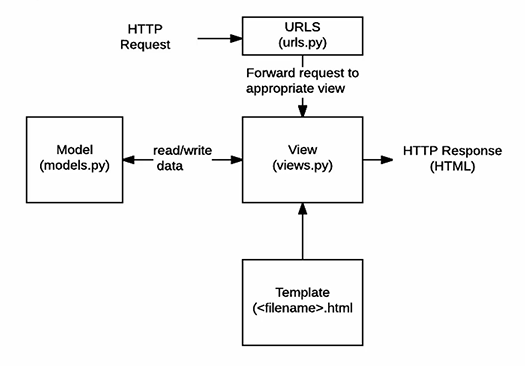 HTTP
Request
URLS
(urls.py)
Forward request to
appropriate view
Model
(models.py)
read/write
data
View
(views.py)
HTTP Response
(HTML)
Template
(<filename>.html